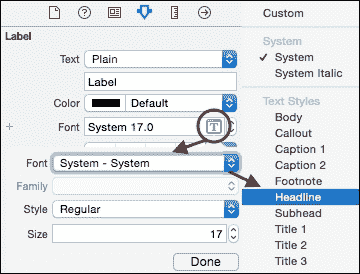 Label
Text Plain
Label
Color Default
Font System 17.0
T
Font System - System
Family
Style Regular
Size 17
Done
Custom
System
✓ System
System Italic
Text Styles
Body
Callout
Caption 1
Caption 2
Footnote
Headline
Subhead
Title 1
Title 2
Title 3